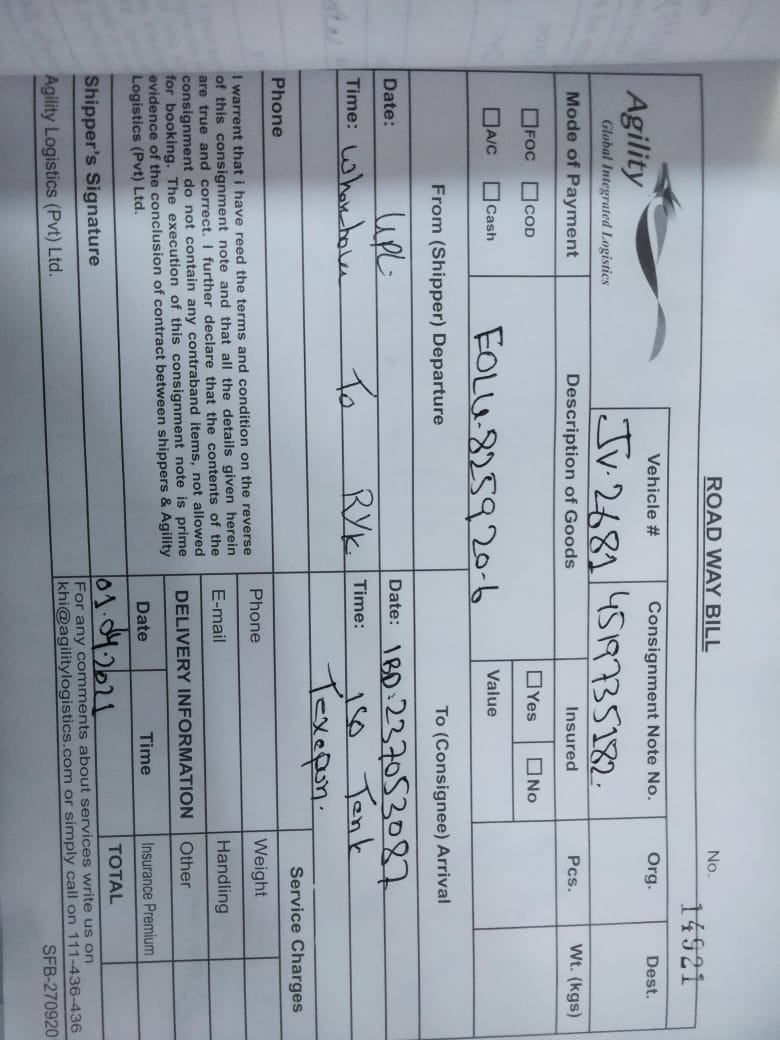 ROAD WAY BILL
No. 14921
Agility
Global Integrated Logistics
Vehicle #
JV-2681
Consignment Note No.
4519735182.
Org.
Dest.
Mode of Payment
FOC COD
A/C Cash
Description of Goods
EOLU-825920-6
Insured
Yes No
Value
Pcs.
Wt. (kgs)
From (Shipper) Departure
To (Consignee) Arrival
Date: UPL
Date: IBD:237053087
Time: To RYK
Time: ISO Tank
Texapon.
Phone
I warrent that i have reed the terms and condition on the reverse
of this consignment note and that all the details given herein
are true and correct. I further declare that the contents of the
consignment do not contain any contraband items, not allowed
for booking. The execution of this consignment note is prime
evidence of the conclusion of contract between shippers & Agility
Logistics (Pvt) Ltd.
Shipper's Signature
Agility Logistics (Pvt) Ltd.
Phone
E-mail
DELIVERY INFORMATION
Date Time
01.04.2021
Service Charges
Weight
Handling
Other
Insurance Premium
TOTAL
For any comments about services write us on
khi@agilitylogistics.com or simply call on 111-436-436
SFB-270920